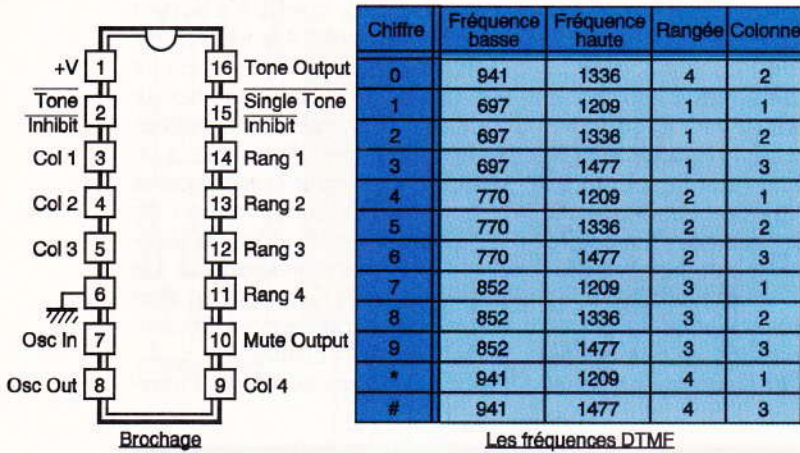 +V 1 16 Tone Output
Tone Inhibit 2 15 Single Tone Inhibit
Col 1 3 14 Rang 1
Col 2 4 13 Rang 2
Col 3 5 12 Rang 3
6 11 Rang 4
Osc In 7 10 Mute Output
Osc Out 8 9 Col 4
Brochage
Chiffre Fréquence basse Fréquence haute Rangée Colonne
0 941 1336 4 2
1 697 1209 1 1
2 697 1336 1 2
3 697 1477 1 3
4 770 1209 2 1
5 770 1336 2 2
6 770 1477 2 3
7 852 1209 3 1
8 852 1336 3 2
9 852 1477 3 3
* 941 1209 4 1
# 941 1477 4 3
Les fréquences DTMF